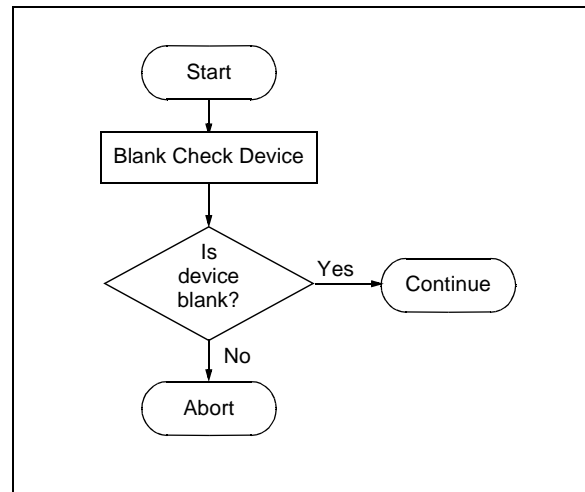 Start
Blank Check Device
Is
device
blank?
Yes
Continue
No
Abort